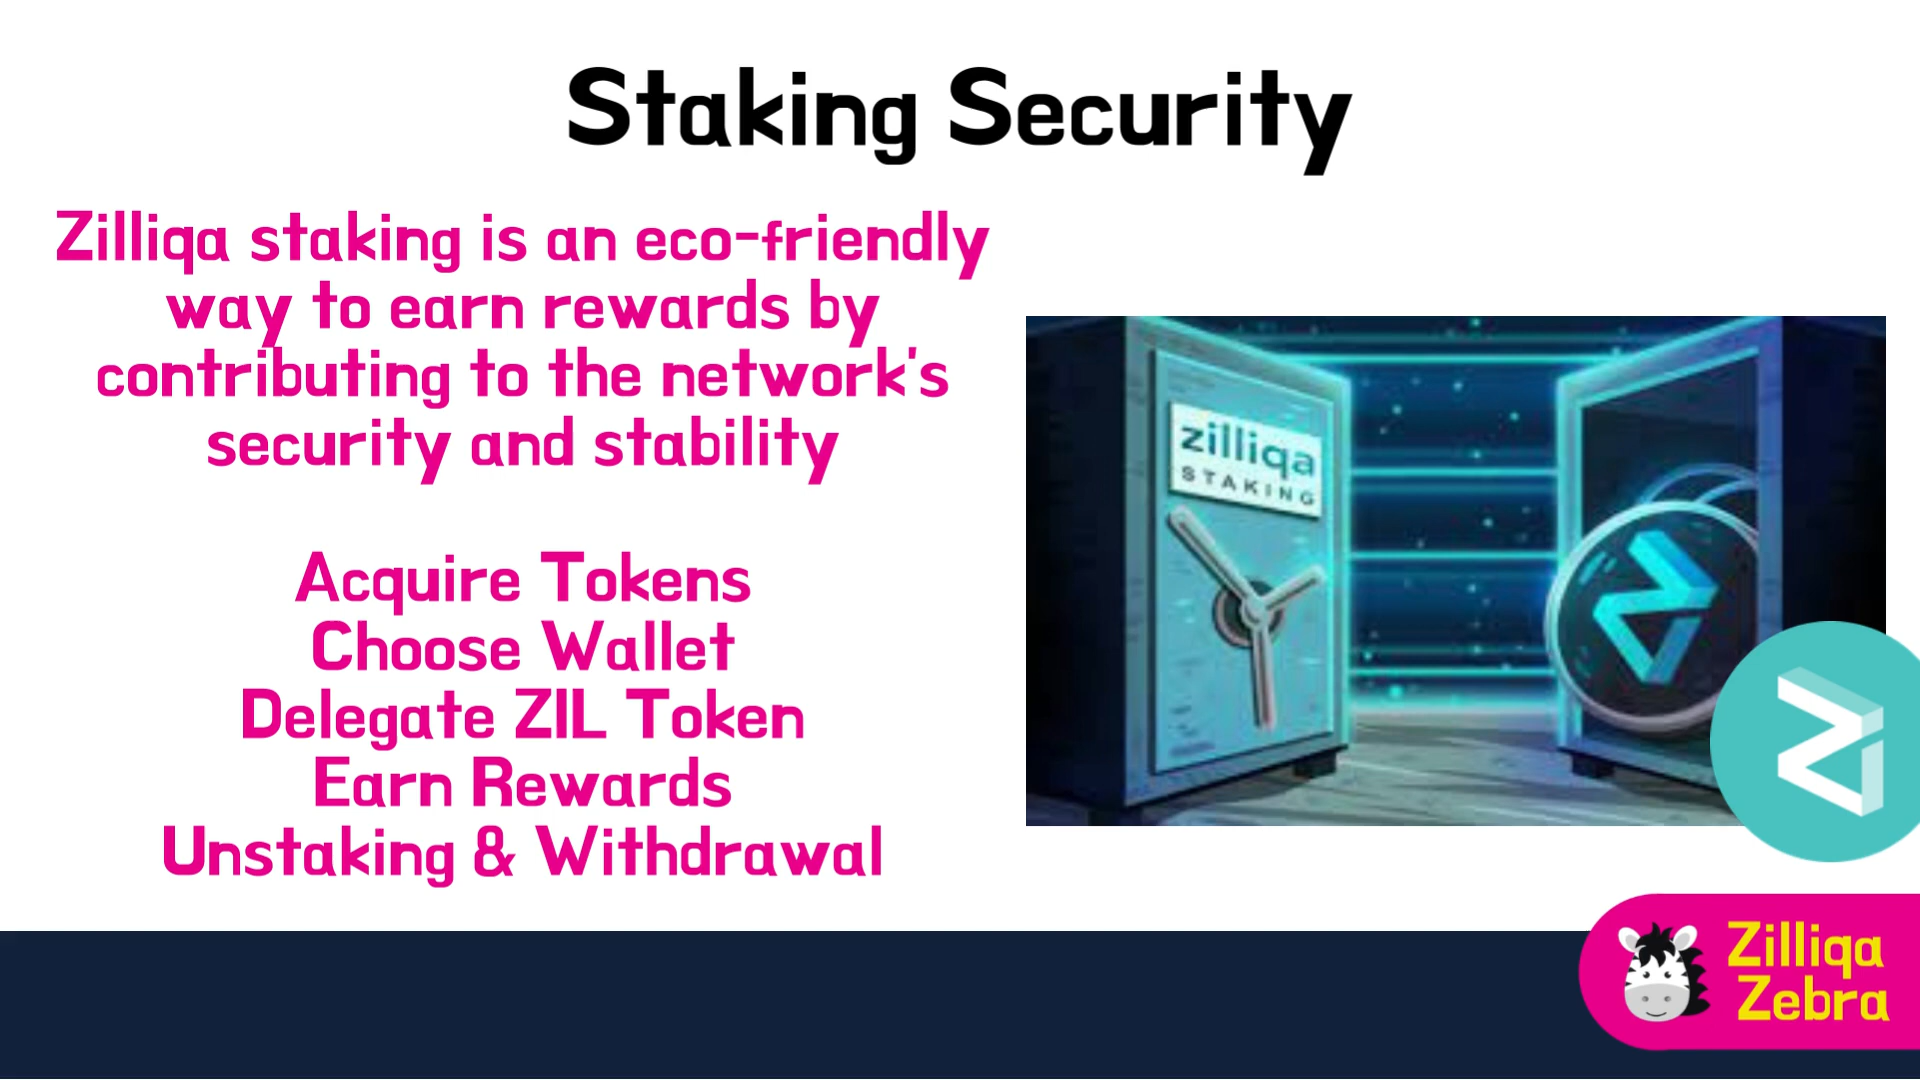 Staking Security
Zilliqa staking is an eco-friendly
way to earn rewards by
contributing to the network's
security and stability
Acquire Tokens
Choose Wallet
Delegate ZIL Token
Earn Rewards
Unstaking & Withdrawal
zilliqa
STAKING
Zilliqa
Zebra